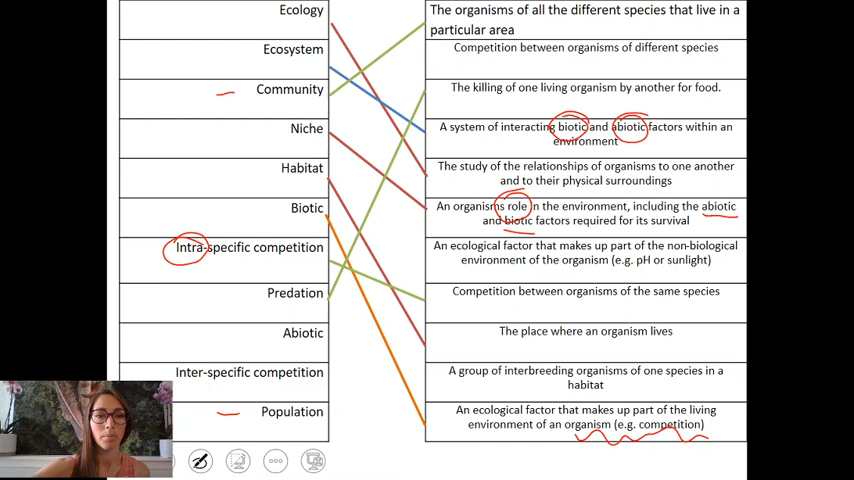 Ecology
The organisms of all the different species that live in a
particular area
Ecosystem
Competition between organisms of different species
Community
The killing of one living organism by another for food.
Niche
A system of interacting biotic and abiotic factors within an
environment
Habitat
The study of the relationships of organisms to one another
and to their physical surroundings
Biotic
An organisms role in the environment, including the abiotic
and biotic factors required for its survival
Intra-specific competition
An ecological factor that makes up part of the non-biological
environment of the organism (e.g. pH or sunlight)
Predation
Competition between organisms of the same species
Abiotic
The place where an organism lives
Inter-specific competition
A group of interbreeding organisms of one species in a
habitat
Population
An ecological factor that makes up part of the living
environment of an organism (e.g. competition)